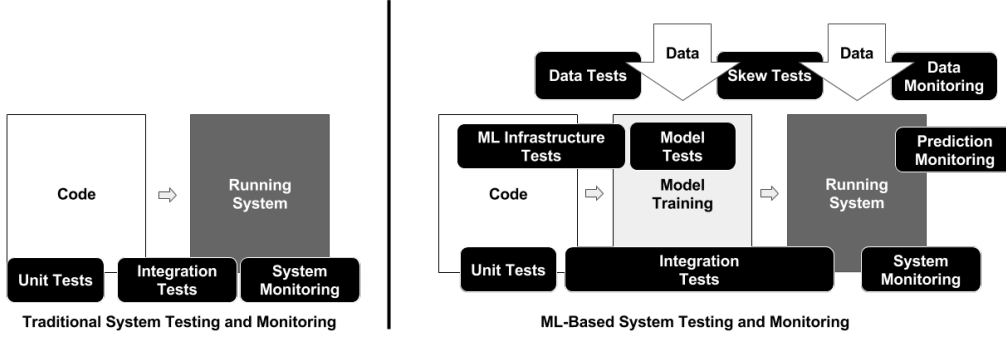 Code
Running
System
Unit Tests
Integration
Tests
System
Monitoring
Traditional System Testing and Monitoring
Data
Data
Data Tests
Skew Tests
Data
Monitoring
ML Infrastructure
Tests
Model
Tests
Prediction
Monitoring
Code
Model
Training
Running
System
Unit Tests
Integration
Tests
System
Monitoring
ML-Based System Testing and Monitoring